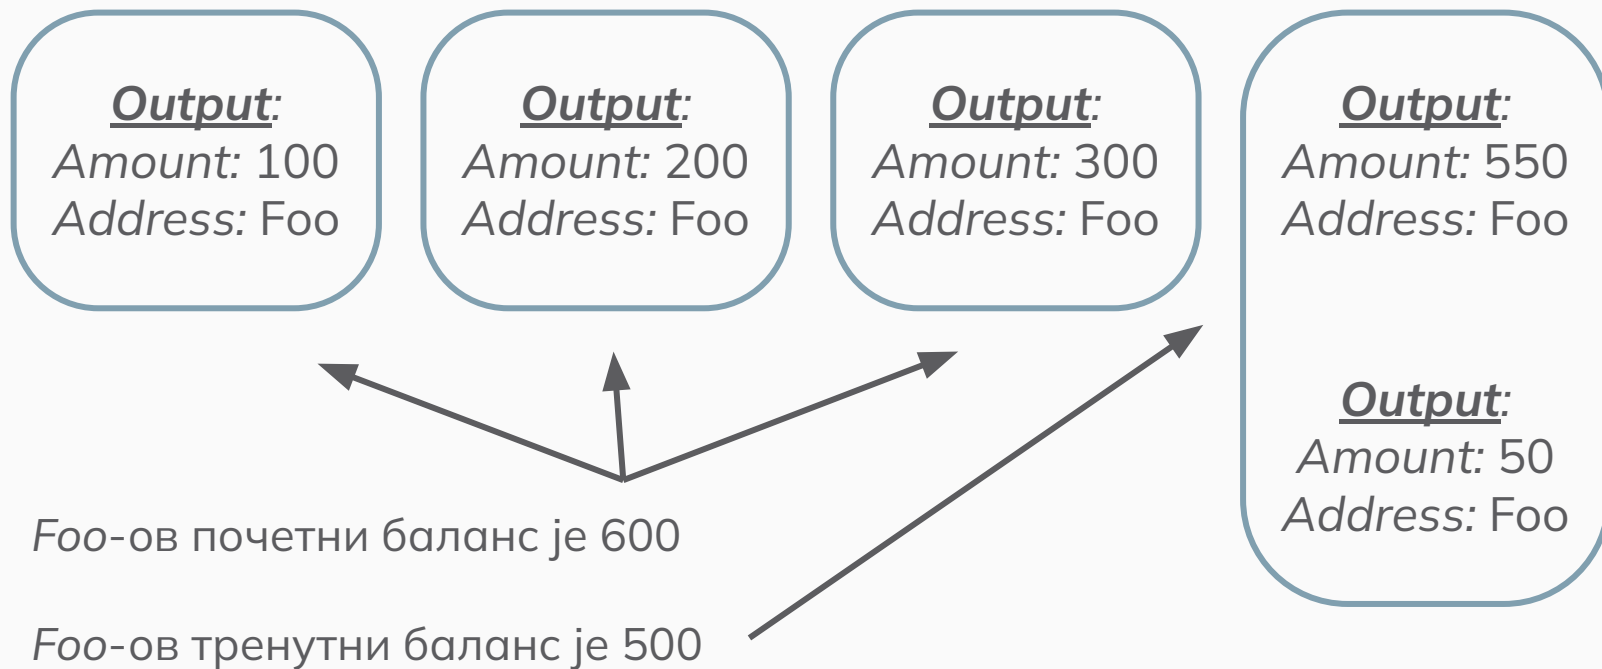 Output:
Amount: 100
Address: Foo
Output:
Amount: 200
Address: Foo
Output:
Amount: 300
Address: Foo
Output:
Amount: 550
Address: Foo
Output:
Amount: 50
Address: Foo
Foo-ов почетни баланс је 600
Foo-ов тренутни баланс је 500